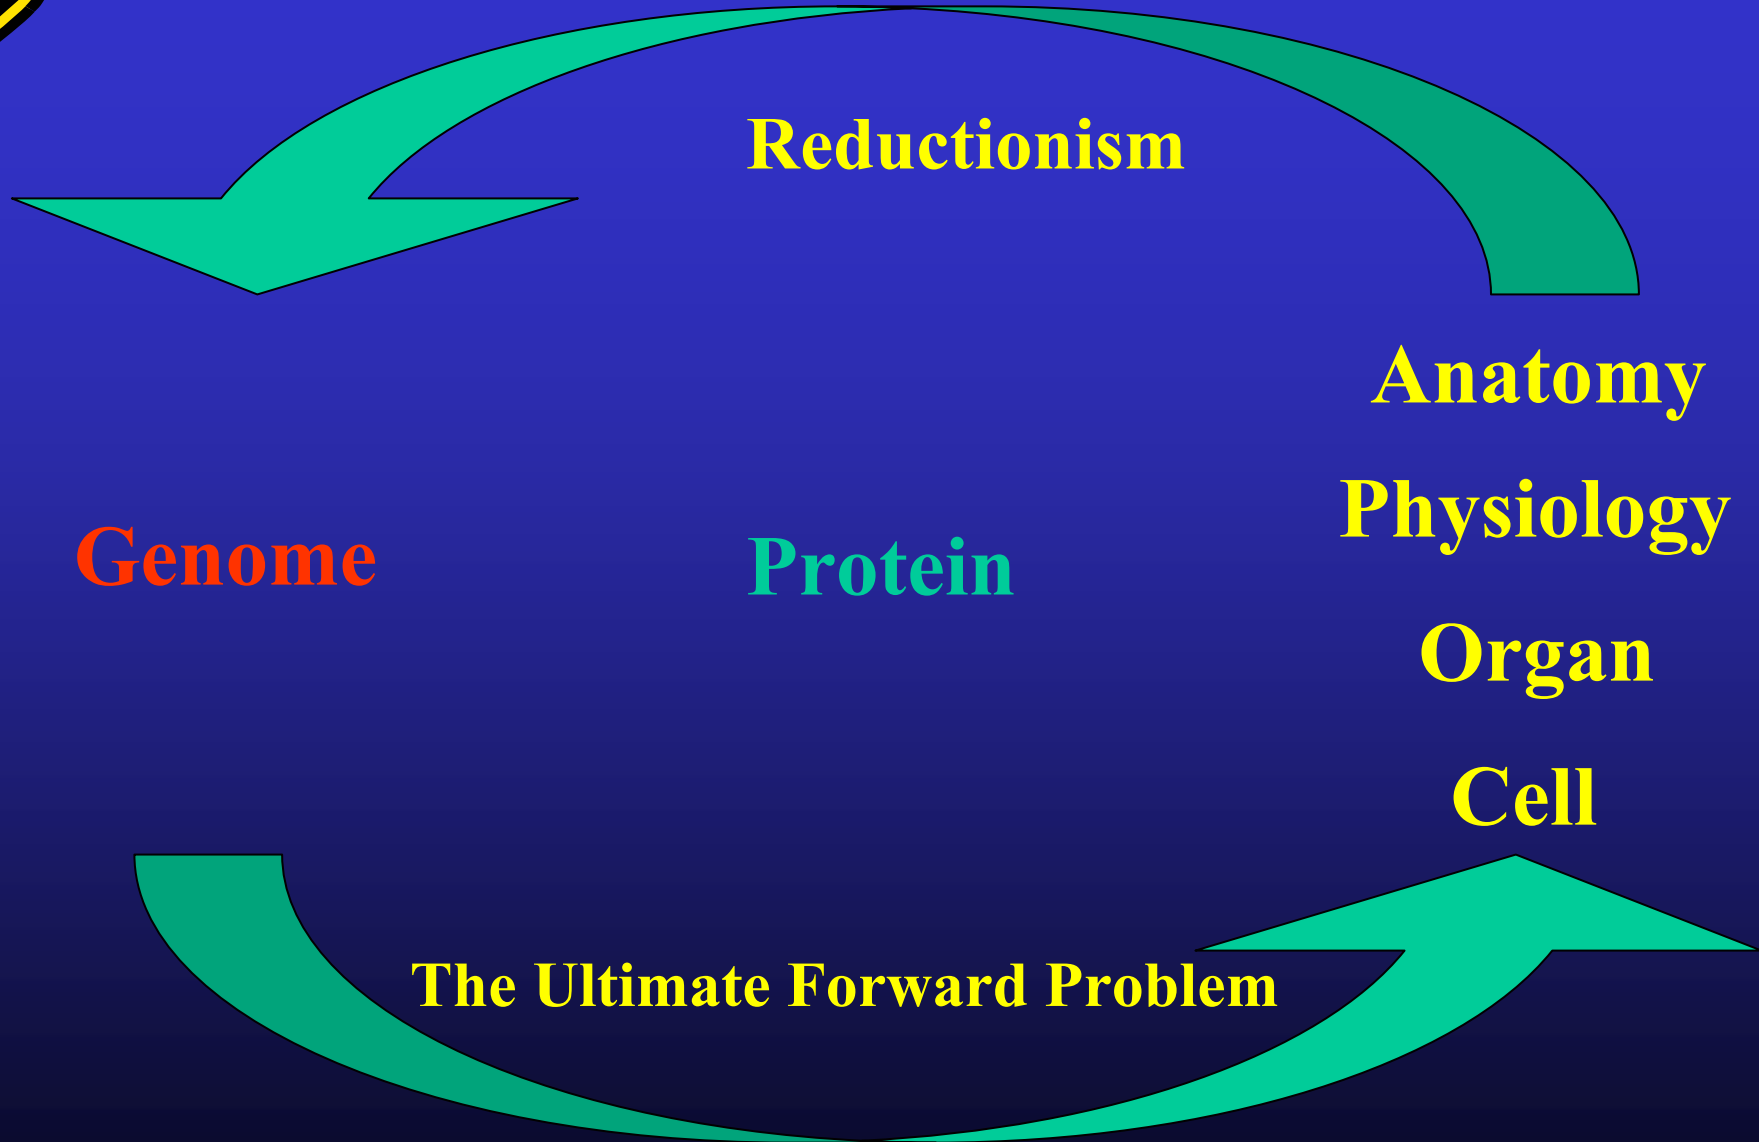 Reductionism
Anatomy
Physiology
Genome
Protein
Organ
Cell
The Ultimate Forward Problem